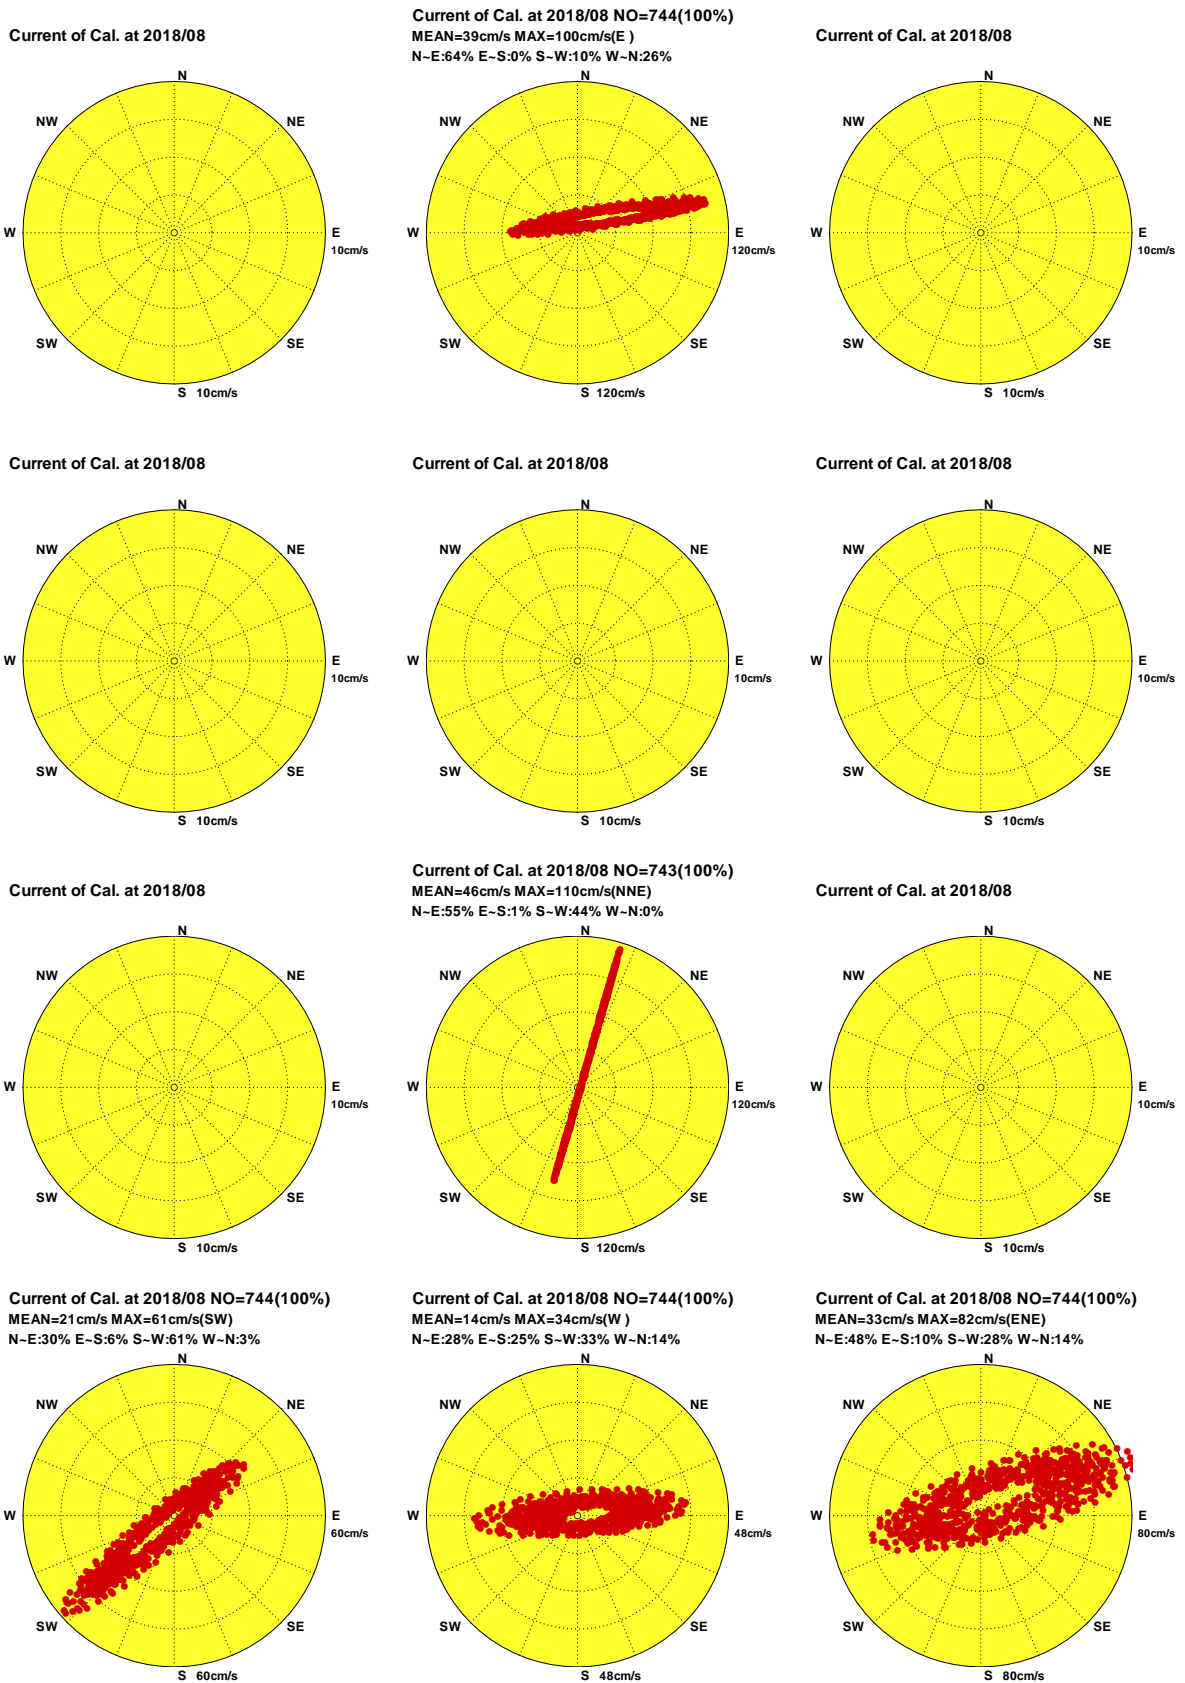 Current of Cal. at 2018/08
N
NW
NE
W
E
10cm/s
SW
SE
S 10cm/s
Current of Cal. at 2018/08 NO=744(100%)
MEAN=39cm/s MAX=100cm/s(E )
N~E:64% E~S:0% S~W:10% W~N:26%
N
NW
NE
W
E
120cm/s
SW
SE
S 120cm/s
Current of Cal. at 2018/08
N
NW
NE
W
E
10cm/s
SW
SE
S 10cm/s
Current of Cal. at 2018/08
N
NW
NE
W
E
10cm/s
SW
SE
S 10cm/s
Current of Cal. at 2018/08
N
NW
NE
W
E
10cm/s
SW
SE
S 10cm/s
Current of Cal. at 2018/08
N
NW
NE
W
E
10cm/s
SW
SE
S 10cm/s
Current of Cal. at 2018/08
N
NW
NE
W
E
10cm/s
SW
SE
S 10cm/s
Current of Cal. at 2018/08 NO=743(100%)
MEAN=46cm/s MAX=110cm/s(NNE)
N~E:55% E~S:1% S~W:44% W~N:0%
N
NW
NE
W
E
120cm/s
SW
SE
S 120cm/s
Current of Cal. at 2018/08
N
NW
NE
W
E
10cm/s
SW
SE
S 10cm/s
Current of Cal. at 2018/08 NO=744(100%)
MEAN=21cm/s MAX=61cm/s(SW)
N~E:30% E~S:6% S~W:61% W~N:3%
N
NW
NE
W
E
60cm/s
SW
SE
S 60cm/s
Current of Cal. at 2018/08 NO=744(100%)
MEAN=14cm/s MAX=34cm/s(W )
N~E:28% E~S:25% S~W:33% W~N:14%
N
NW
NE
W
E
48cm/s
SW
SE
S 48cm/s
Current of Cal. at 2018/08 NO=744(100%)
MEAN=33cm/s MAX=82cm/s(ENE)
N~E:48% E~S:10% S~W:28% W~N:14%
N
NW
NE
W
E
80cm/s
SW
SE
S 80cm/s